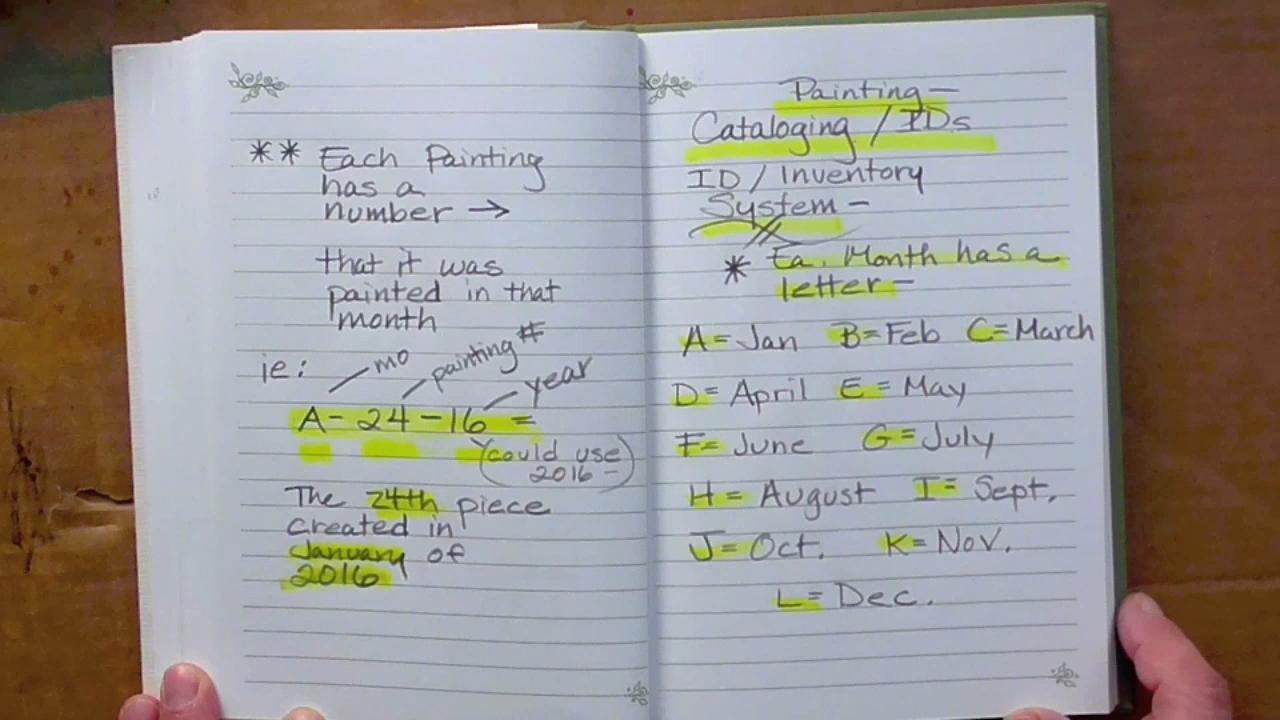 ** Each Painting
has a
number →
that it was
painted in that
month
ie: mo painting # year
A - 24 - 16 =
(could use
2016 -)
The 24th piece
created in
January of
2016
Painting -
Cataloging / IDs
ID / Inventory
System -
* Ea. Month has a
letter -
A = Jan B = Feb C = March
D = April E = May
F = June G = July
H = August I = Sept.
J = Oct. K = Nov.
L = Dec.